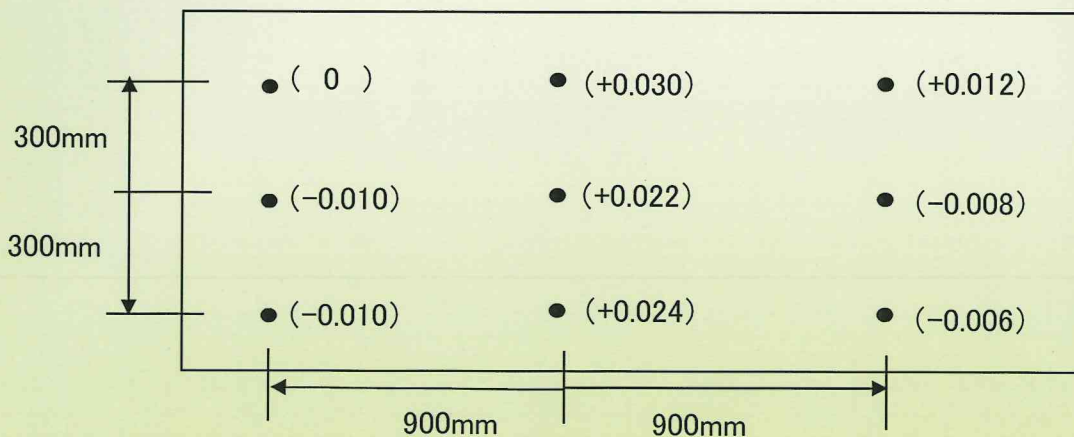 ( 0 ) (+0.030) (+0.012)
300mm
(-0.010) (+0.022) (-0.008)
300mm
(-0.010) (+0.024) (-0.006)
900mm 900mm